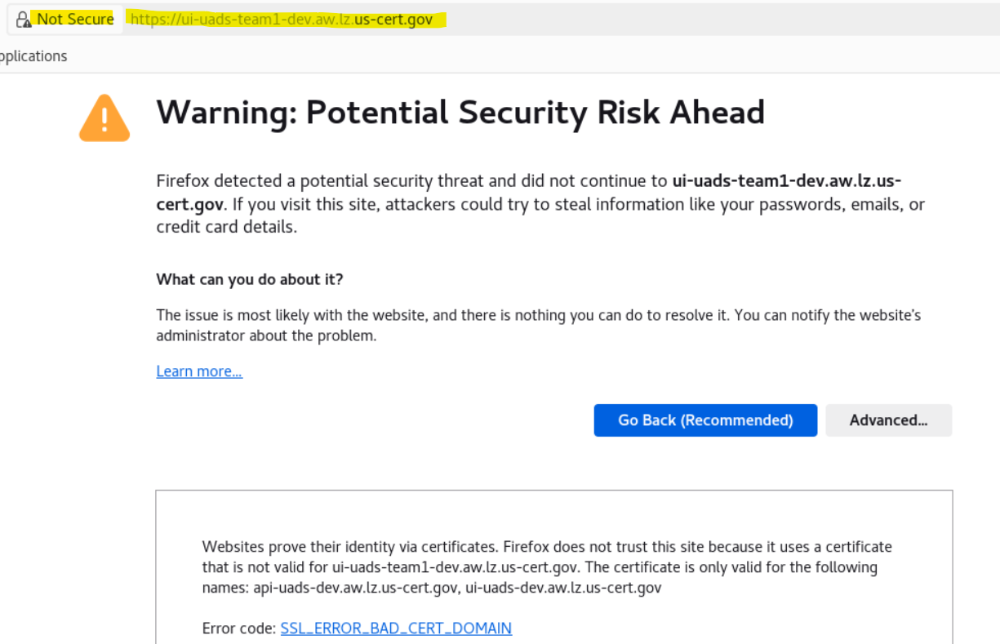 Not Secure https://ui-uads-team1-dev.aw.lz.us-cert.gov
pplications
Warning: Potential Security Risk Ahead
Firefox detected a potential security threat and did not continue to ui-uads-team1-dev.aw.lz.us-
cert.gov. If you visit this site, attackers could try to steal information like your passwords, emails, or
credit card details.
What can you do about it?
The issue is most likely with the website, and there is nothing you can do to resolve it. You can notify the website's
administrator about the problem.
Learn more...
Go Back (Recommended) Advanced...
Websites prove their identity via certificates. Firefox does not trust this site because it uses a certificate
that is not valid for ui-uads-team1-dev.aw.lz.us-cert.gov. The certificate is only valid for the following
names: api-uads-dev.aw.lz.us-cert.gov, ui-uads-dev.aw.lz.us-cert.gov
Error code: SSL_ERROR_BAD_CERT_DOMAIN